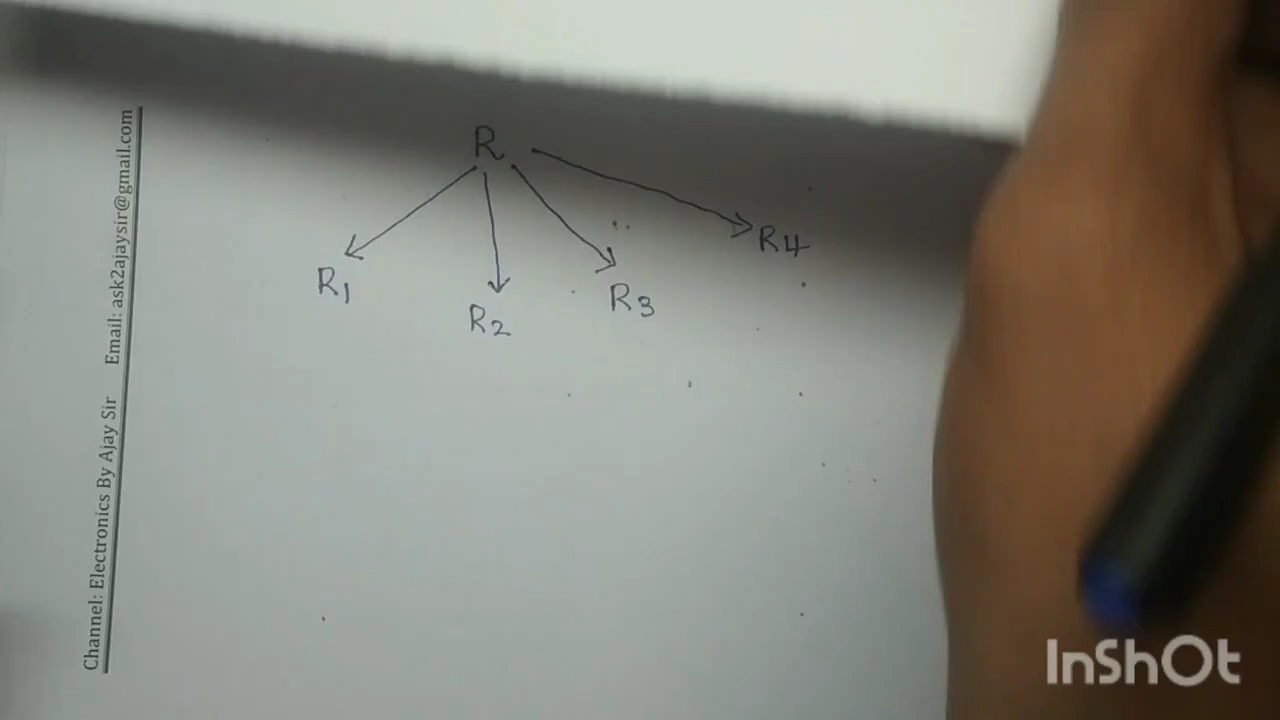 R
R1
R2
R3
R4
Channel: Electronics By Ajay Sir Email: ask2ajaysir@gmail.com
InShOt